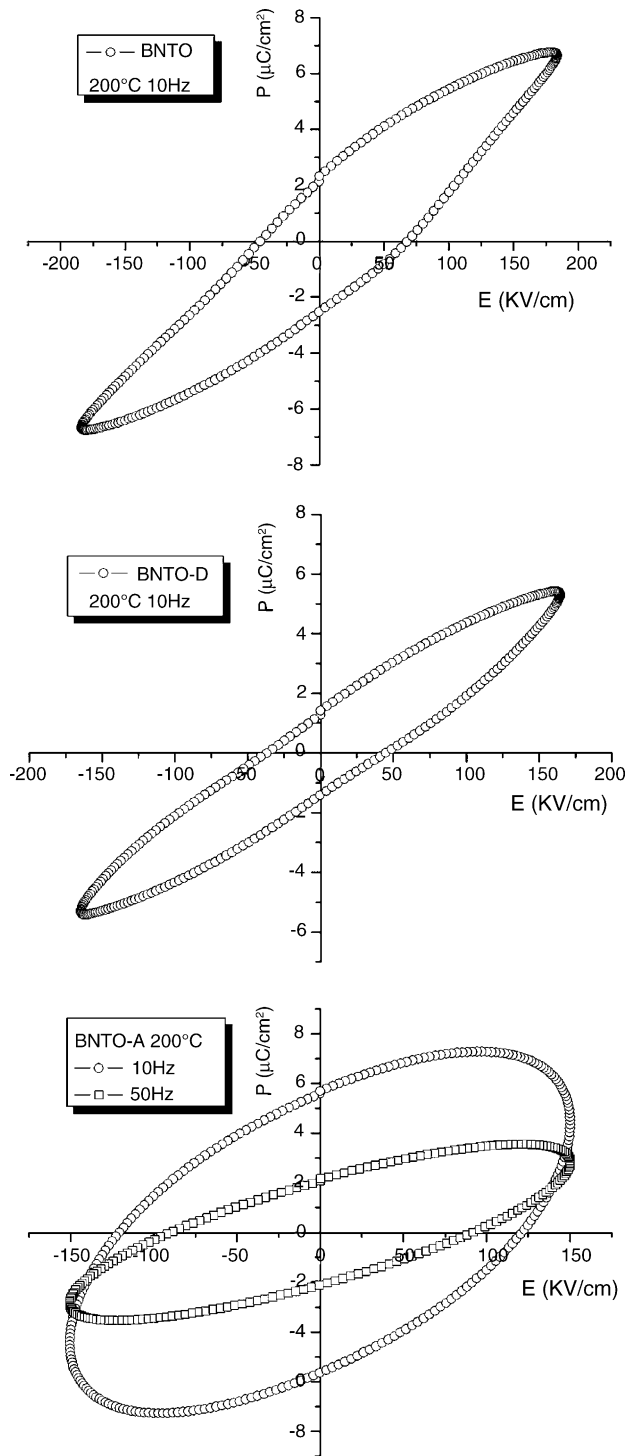 8
P (μC/cm²)
—○— BNTO
200°C 10Hz
6
4
2
0
-200 -150 -100 -50 0 50 100 150 200
-2
E (KV/cm)
-4
-6
-8
8
P (μC/cm²)
—○— BNTO-D
200°C 10Hz
6
4
2
0
-200 -150 -100 -50 0 50 100 150 200
E (KV/cm)
-2
-4
-6
8
P (μC/cm²)
BNTO-A 200°C
—○— 10Hz
—□— 50Hz
6
4
2
0
-150 -100 -50 0 50 100 150
E (KV/cm)
-2
-4
-6
-8